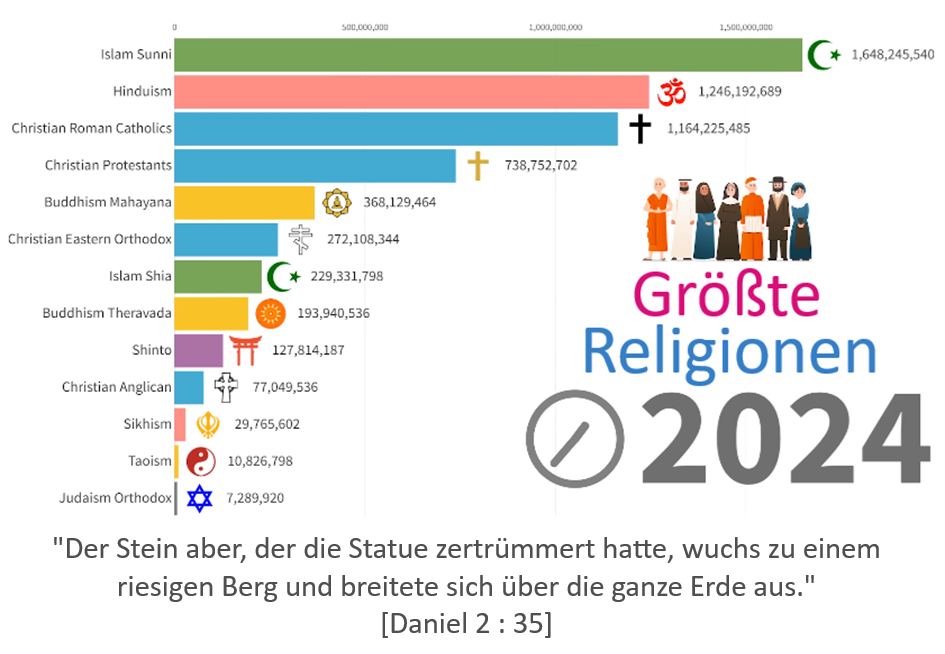 0 500,000,000 1,000,000,000 1,500,000,000
Islam Sunni 1,648,245,540
Hinduism 1,246,192,689
Christian Roman Catholics 1,164,225,485
Christian Protestants 738,752,702
Buddhism Mahayana 368,129,464
Christian Eastern Orthodox 272,108,344
Islam Shia 229,331,798
Buddhism Theravada 193,940,536
Shinto 127,814,187
Christian Anglican 77,049,536
Sikhism 29,765,602
Taoism 10,826,798
Judaism Orthodox 7,289,920
Größte
Religionen
2024
"Der Stein aber, der die Statue zertrümmert hatte, wuchs zu einem
riesigen Berg und breitete sich über die ganze Erde aus."
[Daniel 2 : 35]